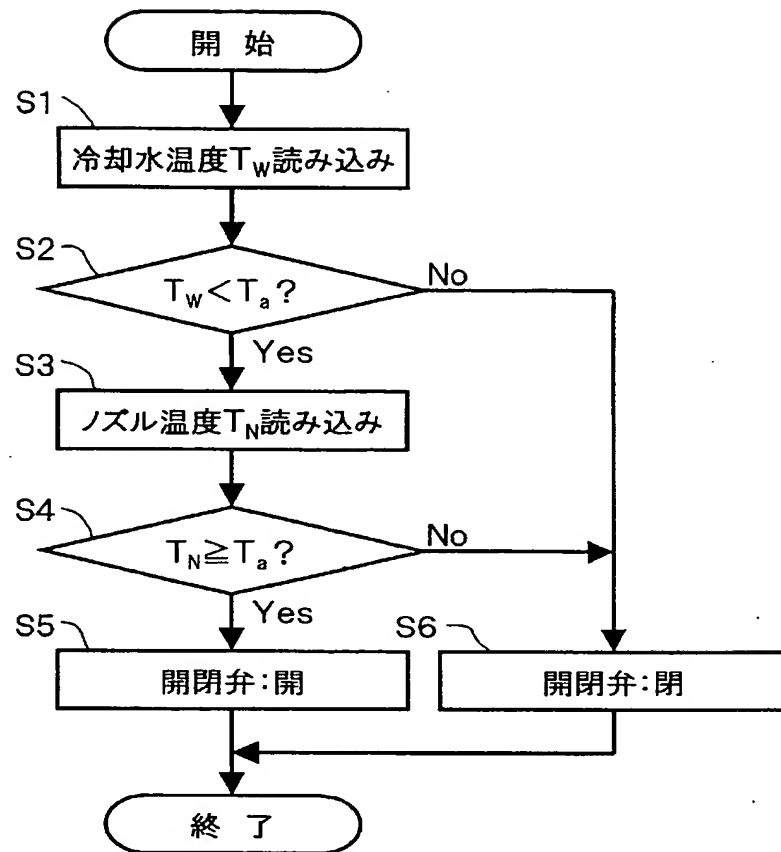 開 始
S1
冷却水温度TW読み込み
S2
TW<Ta?
No
Yes
S3
ノズル温度TN読み込み
S4
TN≧Ta?
No
Yes
S5
開閉弁:開
S6
開閉弁:閉
終 了